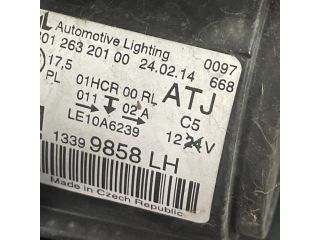 L Automotive Lighting
01 263 201 00 24.02.14 0097
668
17,5
PL 01HCR 00 RL ATJ
011 02 A C5
LE10A6239 12 24V
1339 9858 LH
Made in Czech Republic